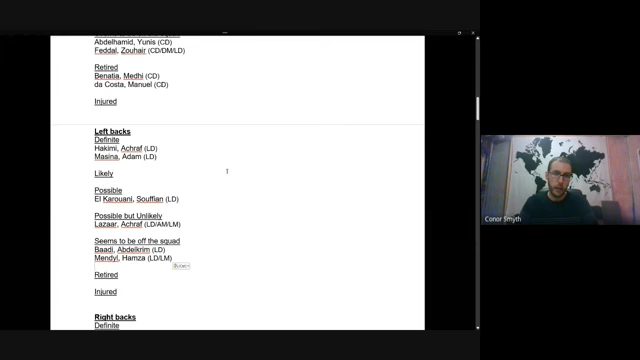 Abdelhamid, Yunis (CD)
Feddal, Zouhair (CD/DM/LD)
Retired
Benatia, Medhi (CD)
da Costa, Manuel (CD)
Injured
Left backs
Definite
Hakimi, Achraf (LD)
Masina, Adam (LD)
Likely
Possible
El Karouani, Souffian (LD)
Possible but Unlikely
Lazaar, Achraf (LD/AM/LM)
Seems to be off the squad
Baadi, Abdelkrim (LD)
Mendyl, Hamza (LD/LM)
Retired
Injured
Right backs
Definite
Conor Smyth